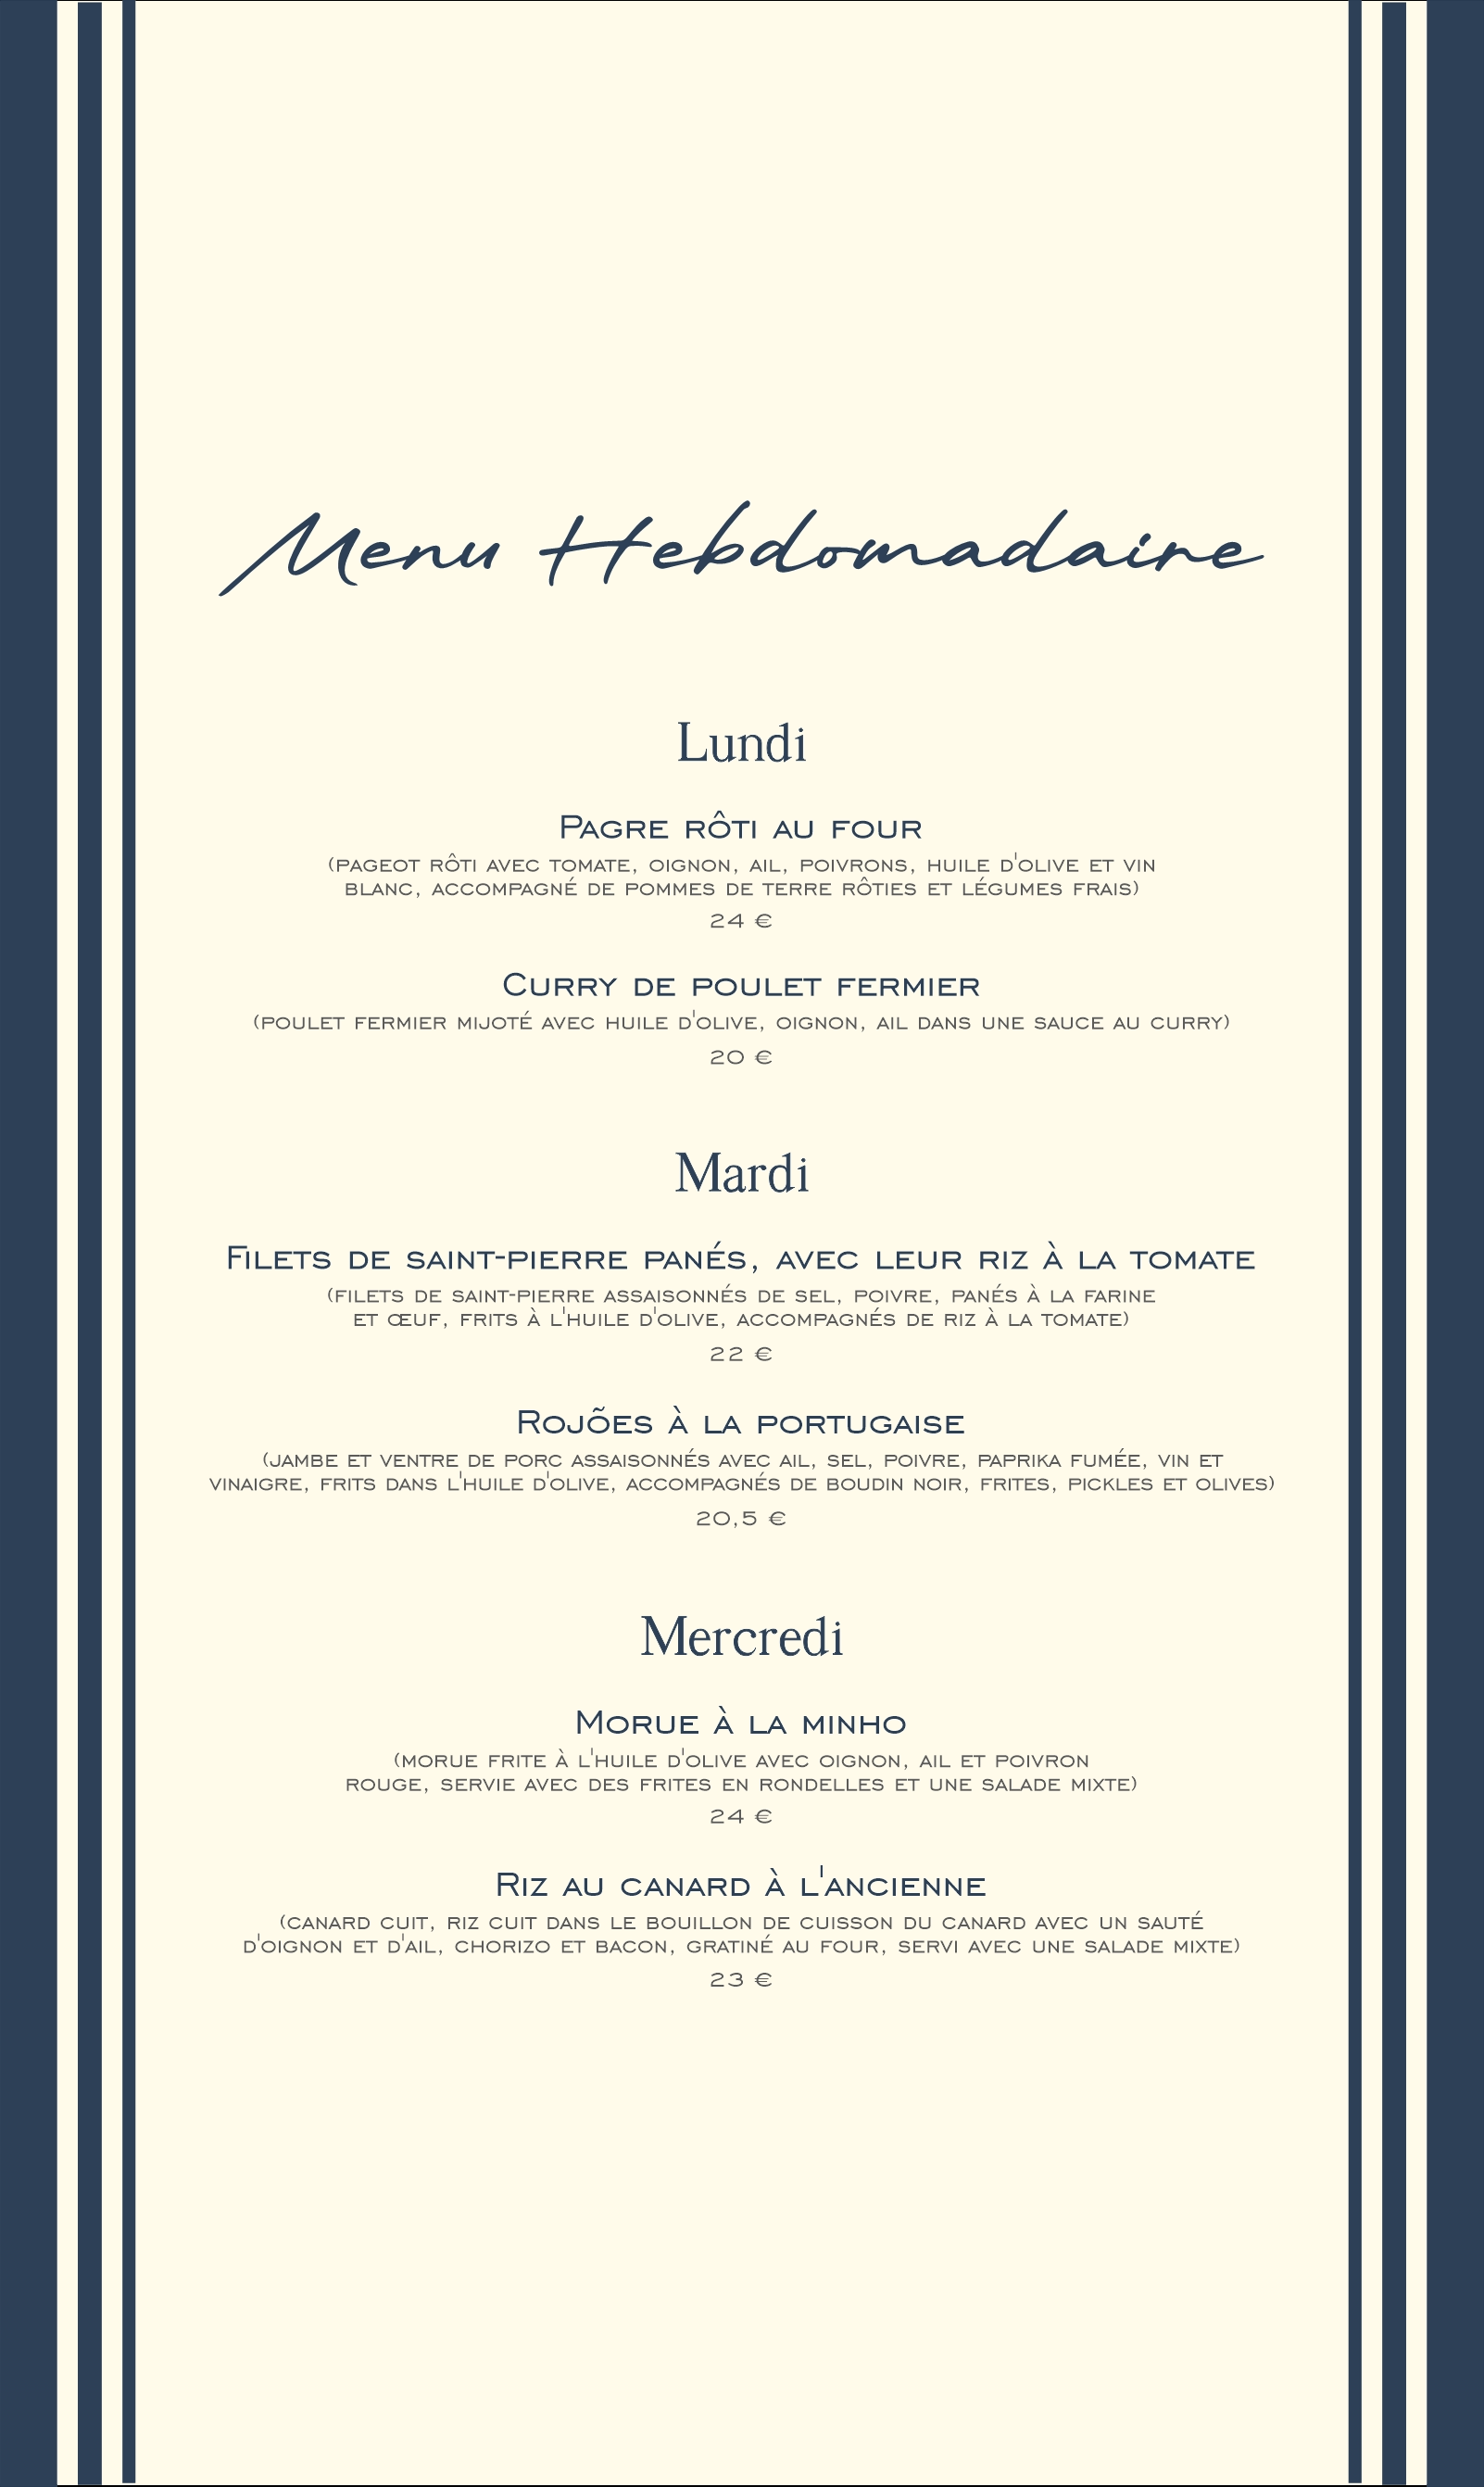 Menu Hebdomadaire
Lundi
Pagre rôti au four
(pageot rôti avec tomate, oignon, ail, poivrons, huile d'olive et vin
blanc, accompagné de pommes de terre rôties et légumes frais)
24 €
Curry de poulet fermier
(poulet fermier mijoté avec huile d'olive, oignon, ail dans une sauce au curry)
20 €
Mardi
Filets de saint-pierre panés, avec leur riz à la tomate
(filets de saint-pierre assaisonnés de sel, poivre, panés à la farine
et œuf, frits à l'huile d'olive, accompagnés de riz à la tomate)
22 €
Rojões à la portugaise
(jambe et ventre de porc assaisonnés avec ail, sel, poivre, paprika fumée, vin et
vinaigre, frits dans l'huile d'olive, accompagnés de boudin noir, frites, pickles et olives)
20,5 €
Mercredi
Morue à la minho
(morue frite à l'huile d'olive avec oignon, ail et poivron
rouge, servie avec des frites en rondelles et une salade mixte)
24 €
Riz au canard à l'ancienne
(canard cuit, riz cuit dans le bouillon de cuisson du canard avec un sauté
d'oignon et d'ail, chorizo et bacon, gratiné au four, servi avec une salade mixte)
23 €